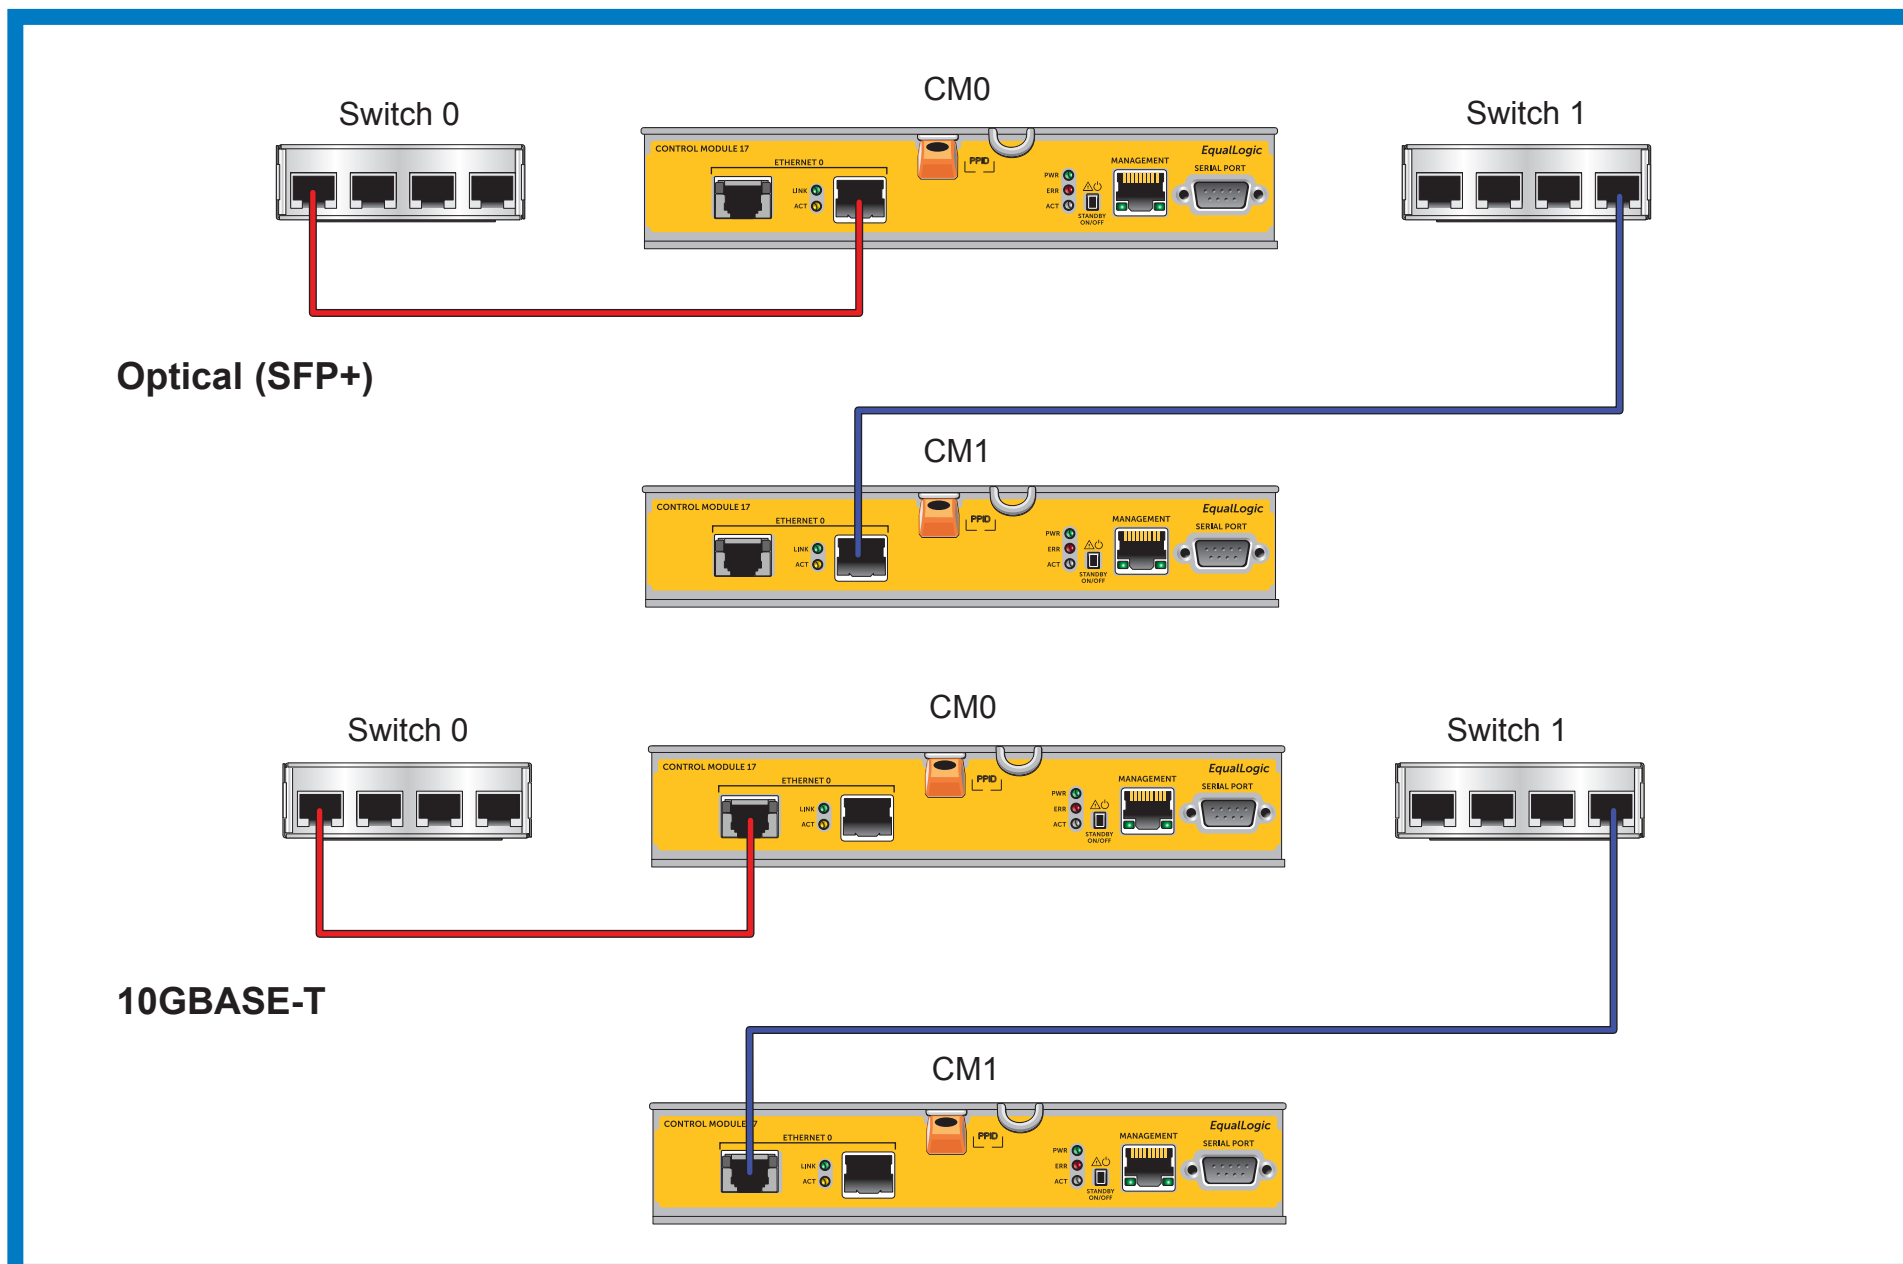 CM0
Switch 0
Switch 1
CONTROL MODULE 17
EqualLogic
ETHERNET 0
PPID
MANAGEMENT
SERIAL PORT
LINK
ACT
PWR
ERR
ACT
STANDBY
ON/OFF
Optical (SFP+)
CM1
CONTROL MODULE 17
EqualLogic
ETHERNET 0
PPID
MANAGEMENT
SERIAL PORT
LINK
ACT
PWR
ERR
ACT
STANDBY
ON/OFF
CM0
Switch 0
Switch 1
CONTROL MODULE 17
EqualLogic
ETHERNET 0
PPID
MANAGEMENT
SERIAL PORT
LINK
ACT
PWR
ERR
ACT
STANDBY
ON/OFF
10GBASE-T
CM1
CONTROL MODULE 17
EqualLogic
ETHERNET 0
PPID
MANAGEMENT
SERIAL PORT
LINK
ACT
PWR
ERR
ACT
STANDBY
ON/OFF